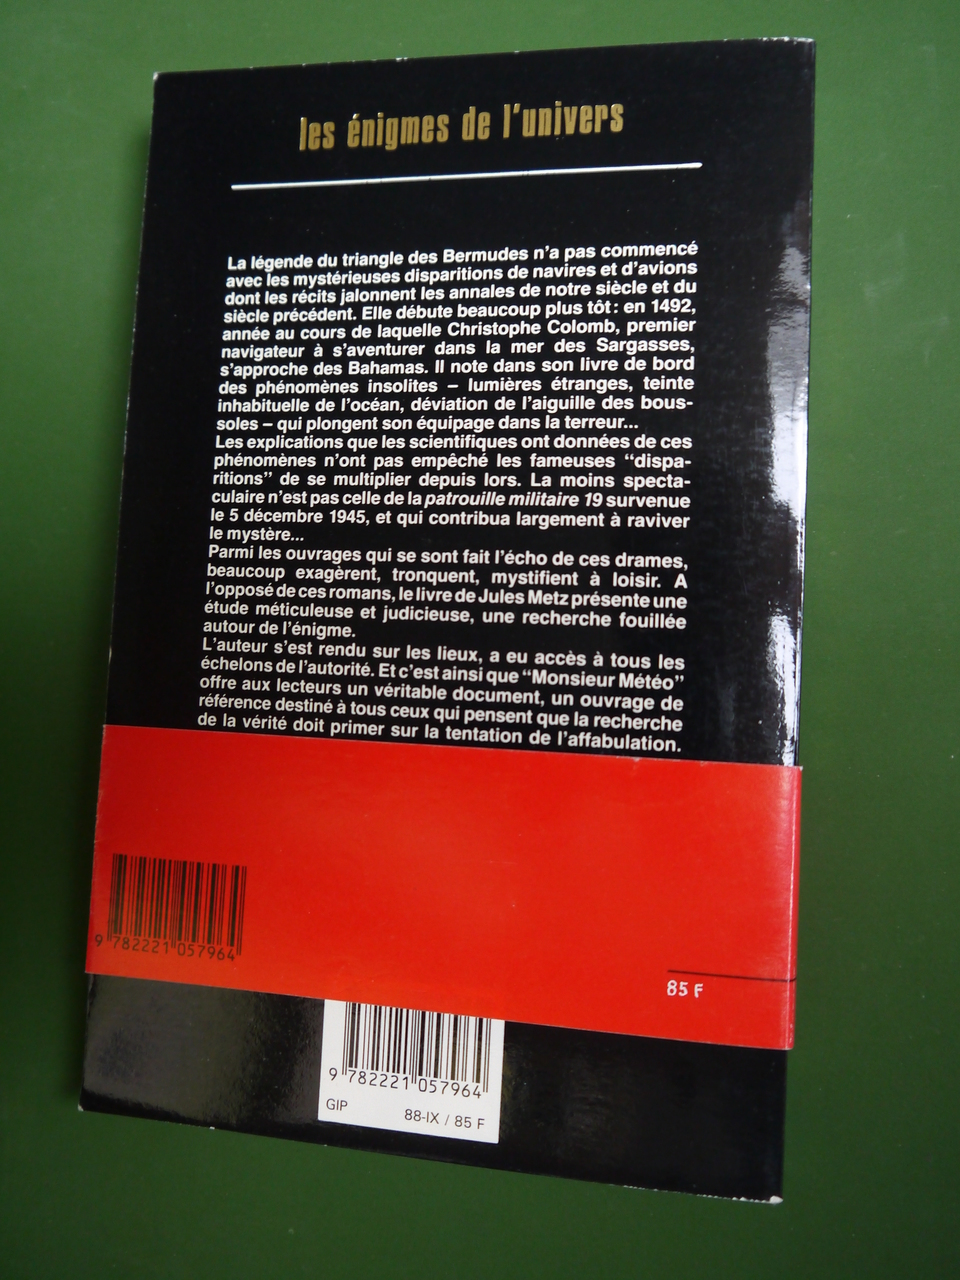 les énigmes de l'univers
La légende du triangle des Bermudes n'a pas commencé
avec les mystérieuses disparitions de navires et d'avions
dont les récits jalonnent les annales de notre siècle et du
siècle précédent. Elle débute beaucoup plus tôt : en 1492,
année au cours de laquelle Christophe Colomb, premier
navigateur à s'aventurer dans la mer des Sargasses,
s'approche des Bahamas. Il note dans son livre de bord
des phénomènes insolites – lumières étranges, teinte
inhabituelle de l'océan, déviation de l'aiguille des bous-
soles – qui plongent son équipage dans la terreur...
Les explications que les scientifiques ont données de ces
phénomènes n'ont pas empêché les fameuses "dispa-
ritions" de se multiplier depuis lors. La moins specta-
culaire n'est pas celle de la patrouille militaire 19 survenue
le 5 décembre 1945, et qui contribua largement à raviver
le mystère...
Parmi les ouvrages qui se sont fait l'écho de ces drames,
beaucoup exagèrent, tronquent, mystifient à loisir. A
l'opposé de ces romans, le livre de Jules Metz présente une
étude méticuleuse et judicieuse, une recherche fouillée
autour de l'énigme.
L'auteur s'est rendu sur les lieux, a eu accès à tous les
échelons de l'autorité. Et c'est ainsi que "Monsieur Météo"
offre aux lecteurs un véritable document, un ouvrage de
référence destiné à tous ceux qui pensent que la recherche
de la vérité doit primer sur la tentation de l'affabulation.
9 782221 057964
85 F
9 782221 057964
GIP 88-IX / 85 F